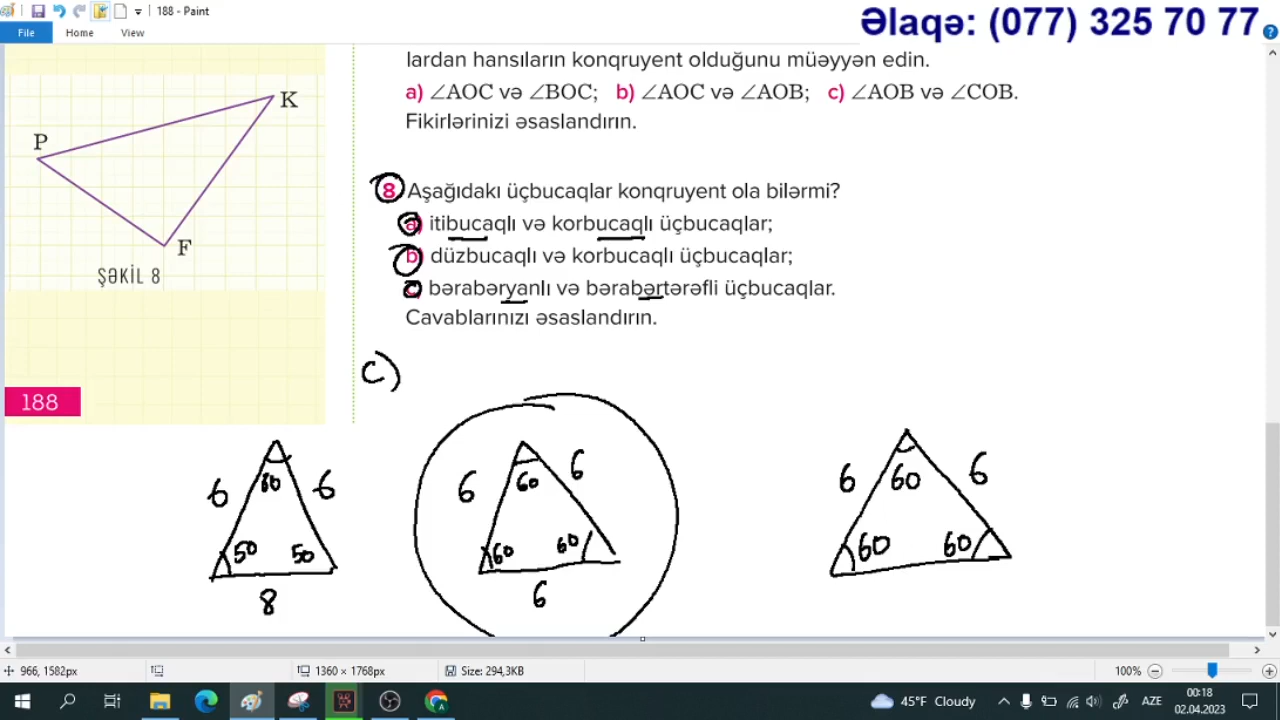 188 - Paint
Əlaqə: (077) 325 70 77
File Home View
lardan hansıların konqruyent olduğunu müəyyən edin.
a) ∠AOC və ∠BOC; b) ∠AOC və ∠AOB; c) ∠AOB və ∠COB.
Fikirlərinizi əsaslandırın.
K
P
F
ŞƏKİL 8
8 Aşağıdakı üçbucaqlar konqruyent ola bilərmi?
a) itibucaqlı və korbucaqlı üçbucaqlar;
b) düzbucaqlı və korbucaqlı üçbucaqlar;
c) bərabəryanlı və bərabərtərəfli üçbucaqlar.
Cavablarınızı əsaslandırın.
188
c)
6 80 6
50 50
8
6 60 6
60 60
6
6 60 6
60 60
966, 1582px
1360 × 1768px
Size: 294,3KB
100%
45°F Cloudy
AZE
00:18
02.04.2023